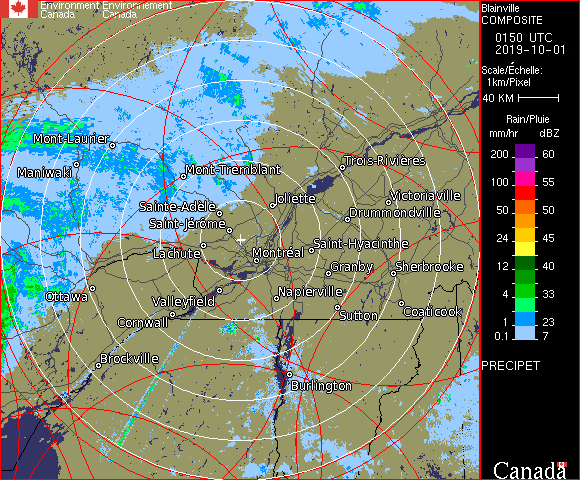 Environment Environnement
Canada Canada
Blainville
COMPOSITE
0150 UTC
2019-10-01
Scale/Échelle:
1km/Pixel
40 KM
Rain/Pluie
mm/hr dBZ
200 60
100 55
50 50
24 45
12 40
4 33
1 23
0.1 7
PRECIPET
Canada
Mont-Laurier
Maniwaki
Mont-Tremblant
Trois-Rivières
Sainte-Adèle
Joliette
Victoriaville
Drummondville
Saint-Jérôme
Lachute
Montréal
Saint-Hyacinthe
Granby
Sherbrooke
Ottawa
Valleyfield
Napierville
Cornwall
Sutton
Coaticook
Brockville
Burlington